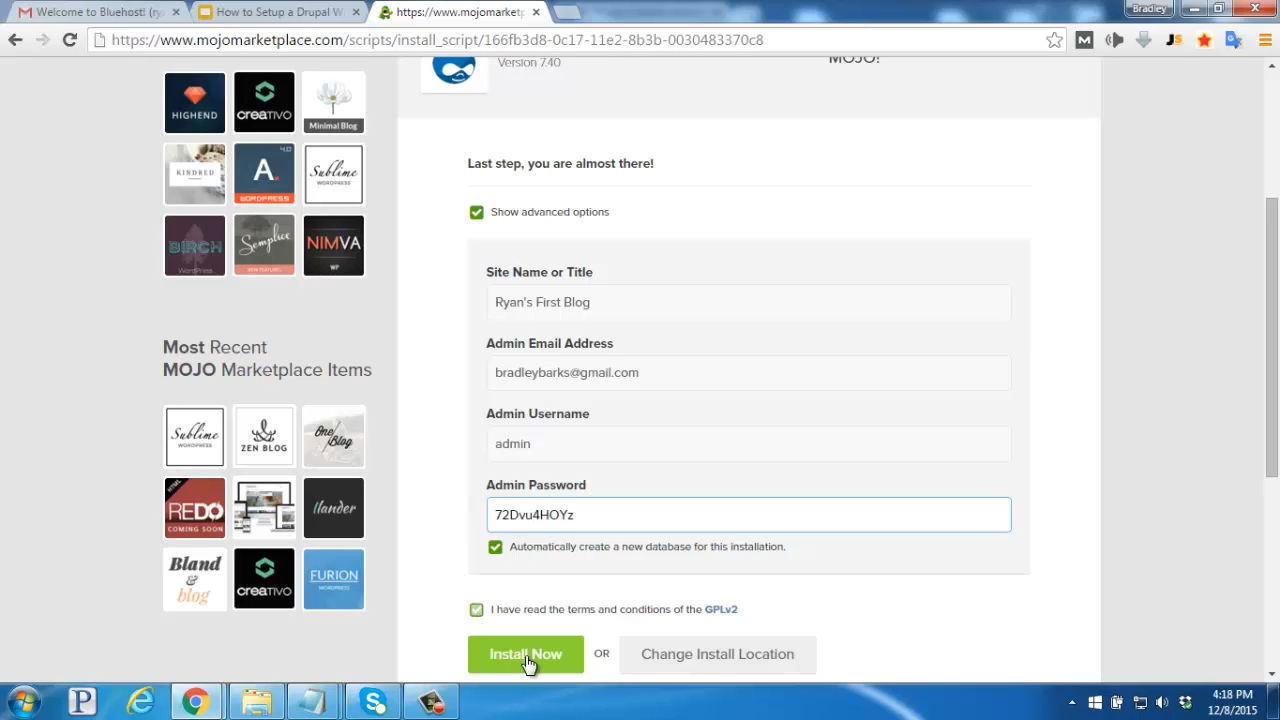 Welcome to Bluehost! (ry
How to Setup a Drupal W
https://www.mojomarketp
Bradley
https://www.mojomarketplace.com/scripts/install_script/166fb3d8-0c17-11e2-8b3b-0030483370c8
Version 7.40
MOJO!
HIGHEND
CREATIVO
Minimal Blog
KINDRED
A.
4.0
WORDPRESS
Sublime
WORDPRESS
BIRCH
WordPress
Semplice
NIMVA
WP
Last step, you are almost there!
Show advanced options
Site Name or Title
Ryan's First Blog
Admin Email Address
bradleybarks@gmail.com
Admin Username
admin
Admin Password
72Dvu4HOYz
Automatically create a new database for this installation.
I have read the terms and conditions of the GPLv2
Install Now
OR
Change Install Location
Most Recent
MOJO Marketplace Items
Sublime
WORDPRESS
ZEN BLOG
One Blog
HTML
REDO
COMING SOON
llander
Bland
&
blog
CREATIVO
FURION
WORDPRESS
4:18 PM
12/8/2015